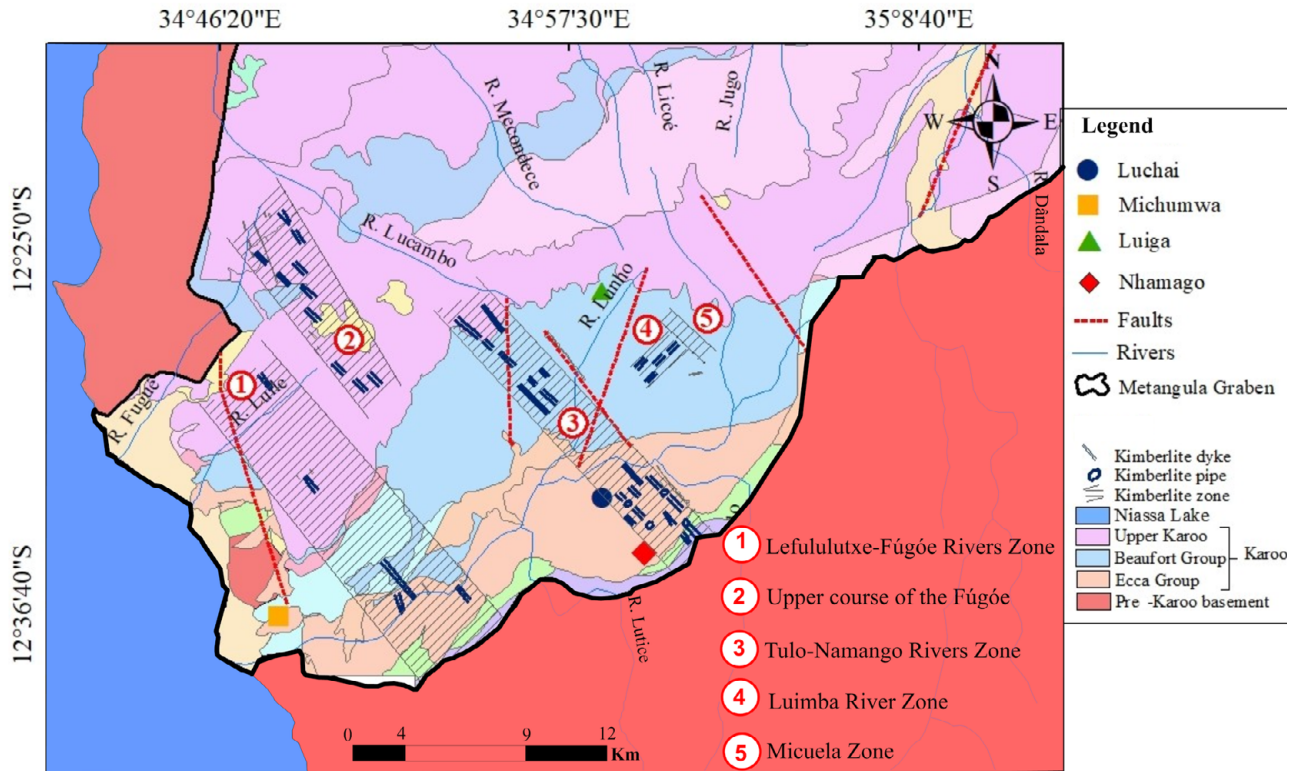 34°46'20"E
34°57'30"E
35°8'40"E
12°25'0"S
12°36'40"S
R. Mecondéce
R. Licoé
R. Jugo
N
W
E
S
R. Dândala
R. Lucambo
R. Lunho
R. Fugué
R. Lutice
1
2
3
4
5
Legend
Luchai
Michumwa
Luiga
Nhamago
Faults
Rivers
Metangula Graben
Kimberlite dyke
Kimberlite pipe
Kimberlite zone
Niassa Lake
Upper Karoo
Beaufort Group
Karoo
Ecca Group
Pre -Karoo basement
1 Lefululutxe-Fúgóe Rivers Zone
2 Upper course of the Fúgóe
3 Tulo-Namango Rivers Zone
4 Luimba River Zone
5 Micuela Zone
0 4 9 12
Km